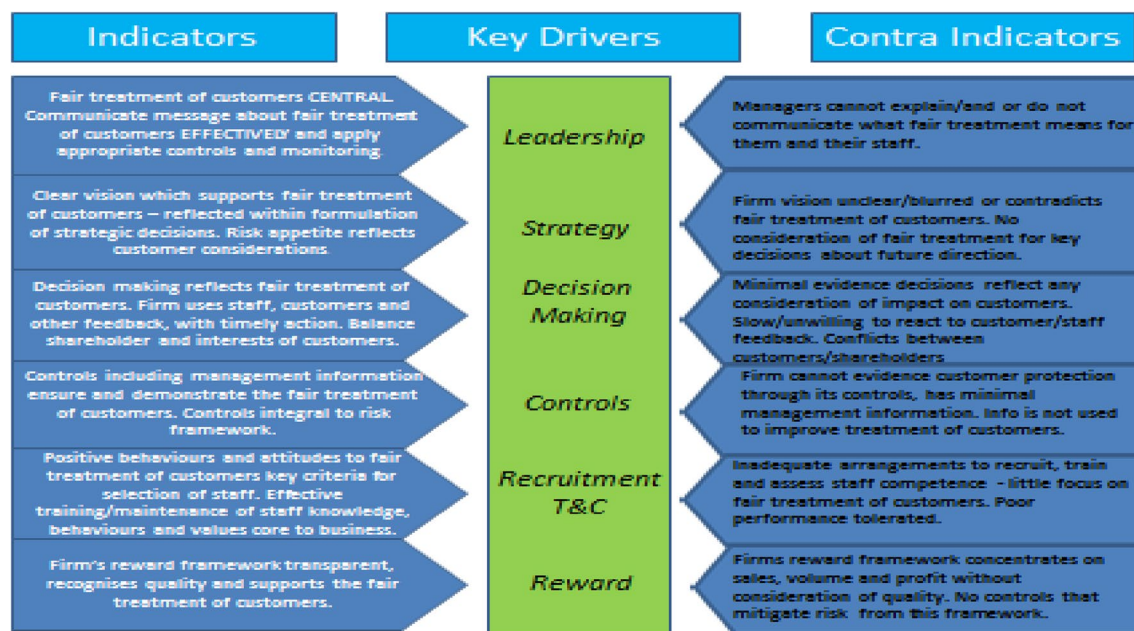 Indicators
Key Drivers
Contra Indicators
Fair treatment of customers CENTRAL.
Communicate message about fair treatment
of customers EFFECTIVELY and apply
appropriate controls and monitoring.
Leadership
Managers cannot explain/and or do not
communicate what fair treatment means for
them and their staff.
Clear vision which supports fair treatment
of customers – reflected within formulation
of strategic decisions. Risk appetite reflects
customer considerations.
Strategy
Firm vision unclear/blurred or contradicts
fair treatment of customers. No
consideration of fair treatment for key
decisions about future direction.
Decision making reflects fair treatment of
customers. Firm uses staff, customers and
other feedback, with timely action. Balance
shareholder and interests of customers.
Decision
Making
Minimal evidence decisions reflect any
consideration of impact on customers.
Slow/unwilling to react to customer/staff
feedback. Conflicts between
customers/shareholders
Controls including management information
ensure and demonstrate the fair treatment
of customers. Controls integral to risk
framework.
Controls
Firm cannot evidence customer protection
through its controls, has minimal
management information. Info is not used
to improve treatment of customers.
Positive behaviours and attitudes to fair
treatment of customers key criteria for
selection of staff. Effective
training/maintenance of staff knowledge,
behaviours and values core to business.
Recruitment
T&C
Inadequate arrangements to recruit, train
and assess staff competence - little focus on
fair treatment of customers. Poor
performance tolerated.
Firm's reward framework transparent,
recognises quality and supports the fair
treatment of customers.
Reward
Firms reward framework concentrates on
sales, volume and profit without
consideration of quality. No controls that
mitigate risk from this framework.